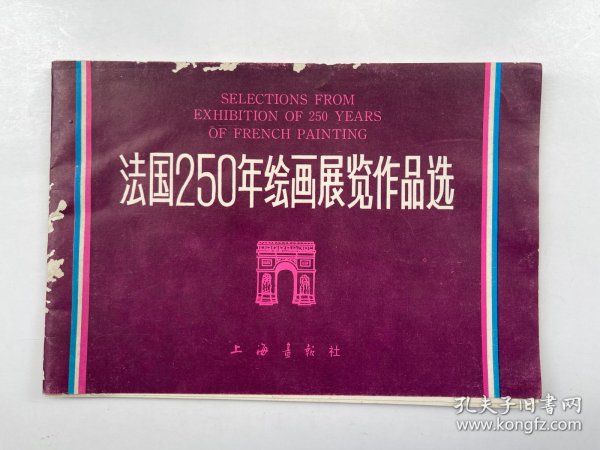 SELECTIONS FROM
EXHIBITION OF 250 YEARS
OF FRENCH PAINTING
法国250年绘画展览作品选
上海画报社
孔夫子旧书网
www.kongfz.com